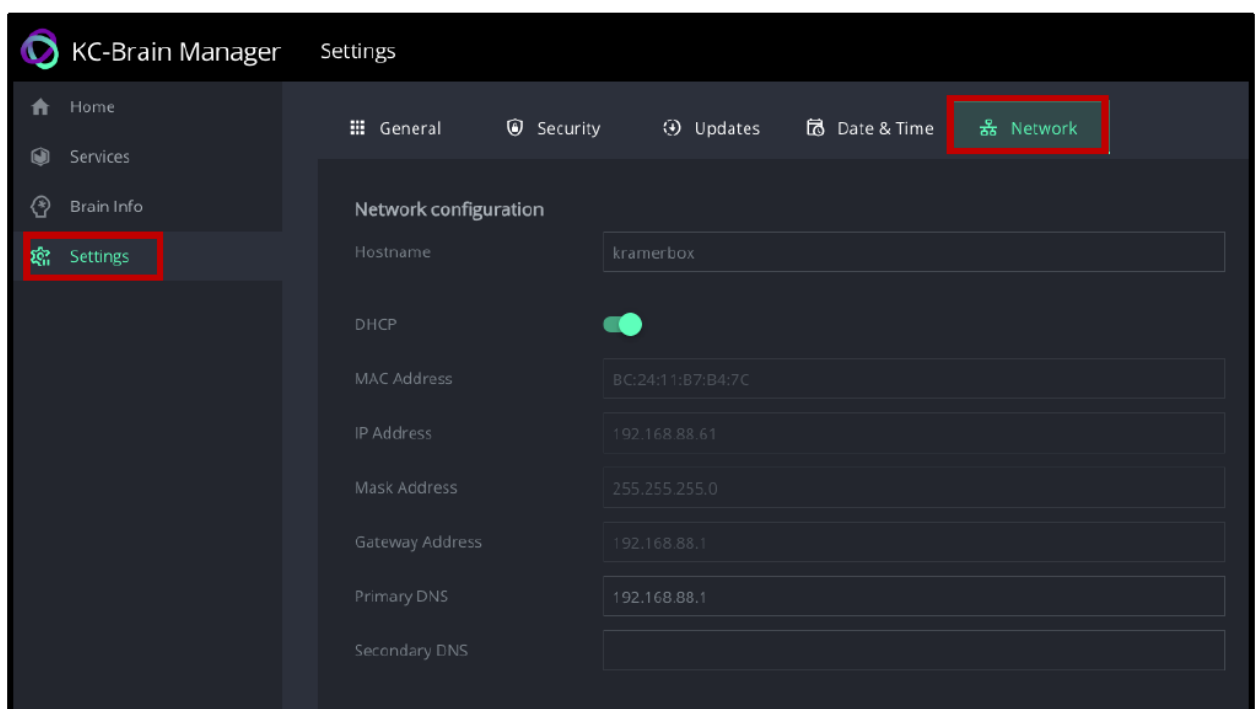 KC-Brain Manager Settings
Home
Services
Brain Info
Settings
General Security Updates Date & Time Network
Network configuration
Hostname kramerbox
DHCP
MAC Address BC:24:11:B7:B4:7C
IP Address 192.168.88.61
Mask Address 255.255.255.0
Gateway Address 192.168.88.1
Primary DNS 192.168.88.1
Secondary DNS